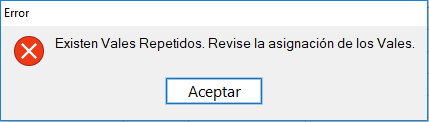 Error
Existen Vales Repetidos. Revise la asignación de los Vales.
Aceptar